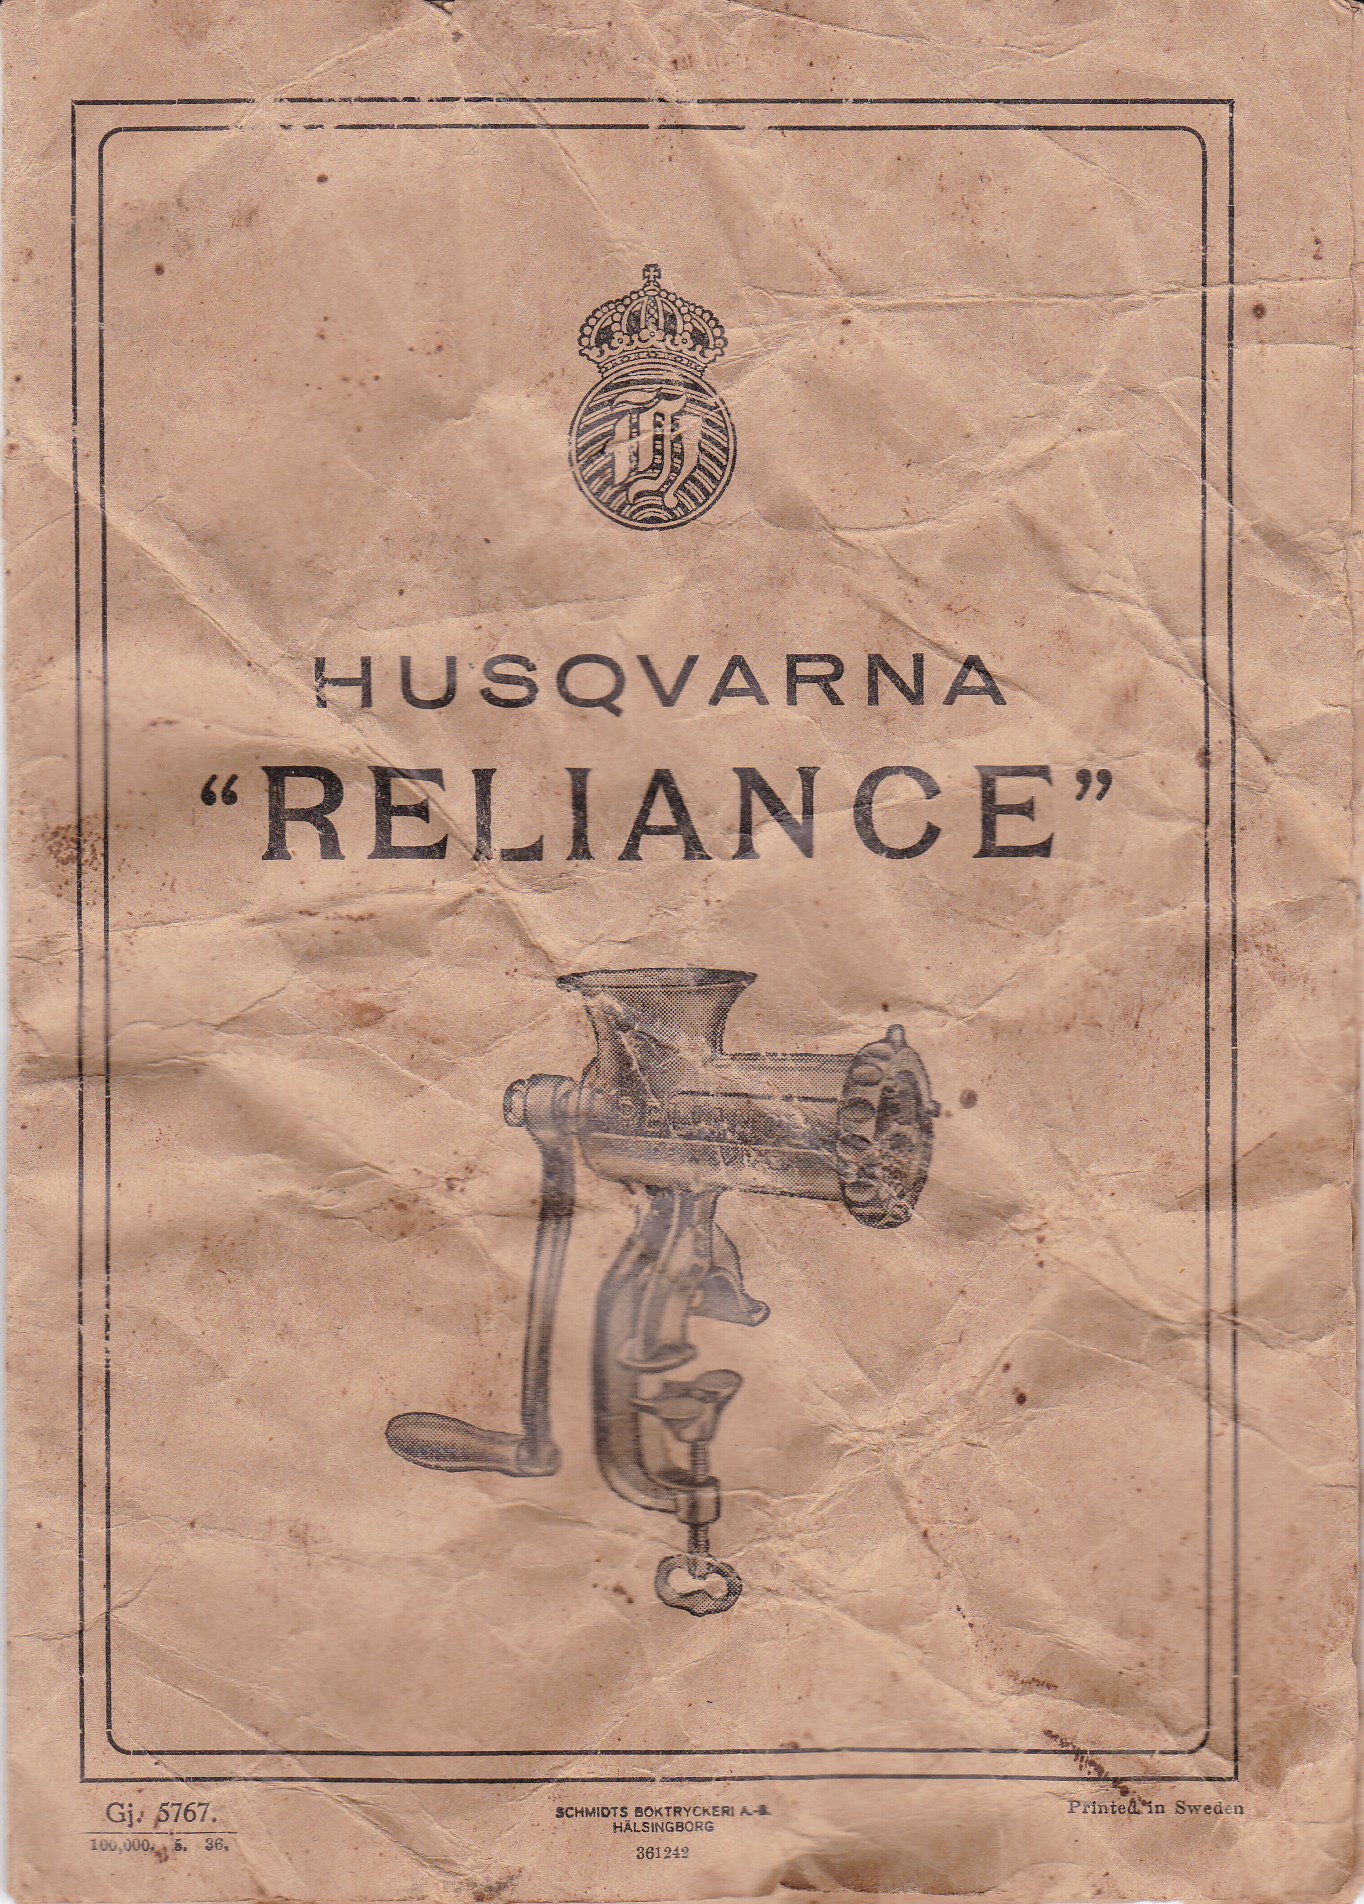 HUSQVARNA
“RELIANCE”
Gj. 5767.
100,000. 5. 36.
SCHMIDTS BOKTRYCKERI A.-B.
HÄLSINGBORG
361242
Printed in Sweden